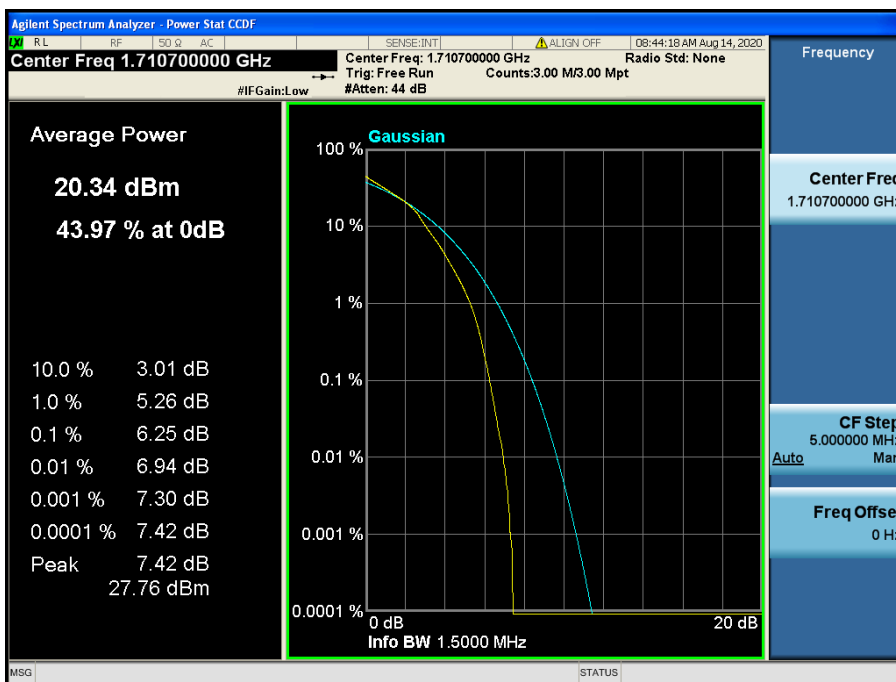 Agilent Spectrum Analyzer - Power Stat CCDF
LXI RL RF 50 Ω AC SENSE:INT ALIGN OFF 08:44:18 AM Aug 14, 2020
Center Freq 1.710700000 GHz
Center Freq: 1.710700000 GHz Radio Std: None
Trig: Free Run Counts:3.00 M/3.00 Mpt
#IFGain:Low #Atten: 44 dB
Frequency
Average Power
20.34 dBm
43.97 % at 0dB
10.0 % 3.01 dB
1.0 % 5.26 dB
0.1 % 6.25 dB
0.01 % 6.94 dB
0.001 % 7.30 dB
0.0001 % 7.42 dB
Peak 7.42 dB
27.76 dBm
Gaussian
100 %
10 %
1 %
0.1 %
0.01 %
0.001 %
0.0001 %
0 dB 20 dB
Info BW 1.5000 MHz
Center Freq
1.710700000 GHz
CF Step
5.000000 MHz
Auto Man
Freq Offse
0 Hz
MSG STATUS